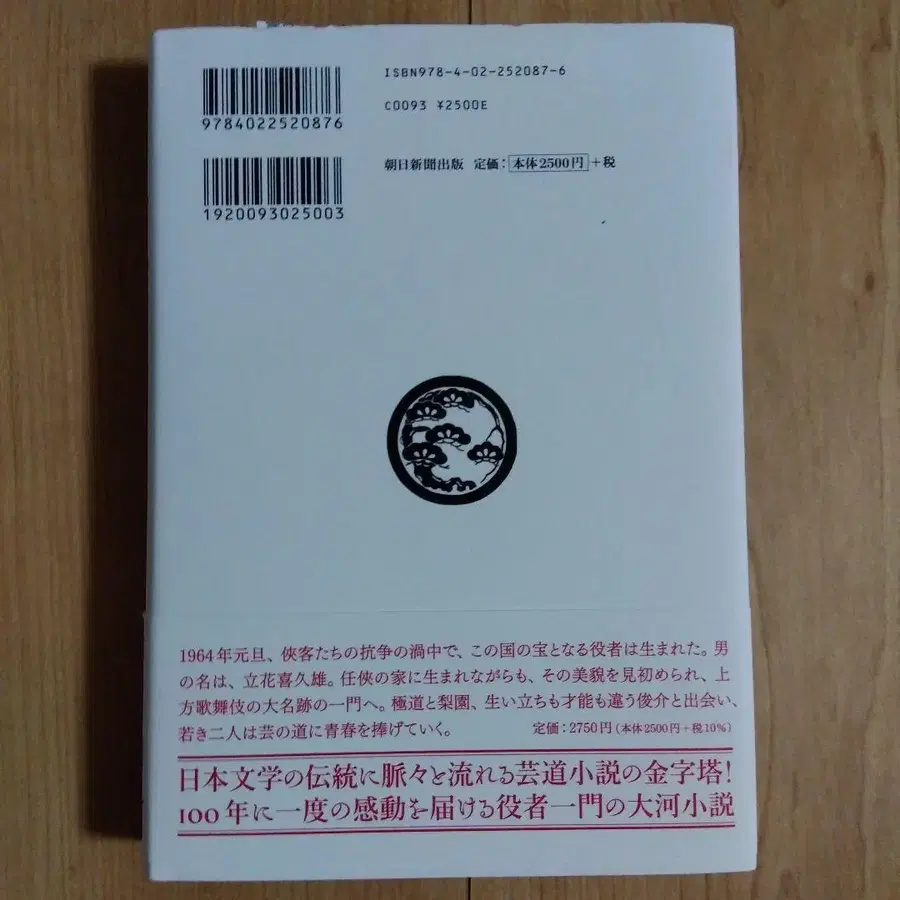 ISBN978-4-02-252087-6
C0093 ¥2500E
9784022520876
朝日新聞出版 定価:本体2500円+税
1920093025003
1964年元旦、俠客たちの抗争の渦中で、この国の宝となる役者は生まれた。男
の名は、立花喜久雄。任俠の家に生まれながらも、その美貌を見初められ、上
方歌舞伎の大名跡の一門へ。極道と梨園、生い立ちも才能も違う俊介と出会い、
若き二人は芸の道に青春を捧げていく。 定価:2750円(本体2500円+税10%)
日本文学の伝統に脈々と流れる芸道小説の金字塔!
100年に一度の感動を届ける役者一門の大河小説